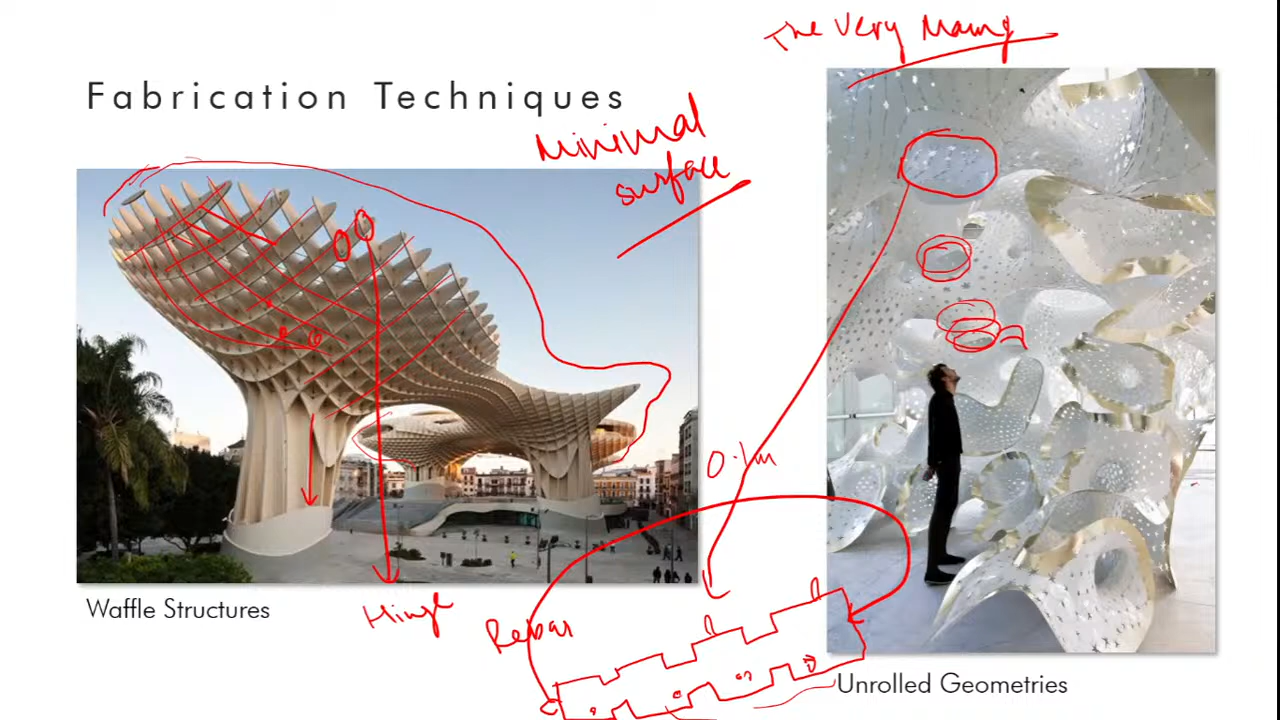 The Very Many
Fabrication Techniques
Minimal
surface
0.1m
Waffle Structures
Hinge
Rebar
Unrolled Geometries